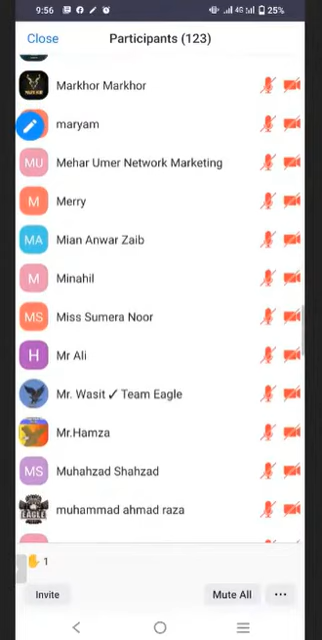 9:56 25%
Close Participants (123)
Markhor Markhor
maryam
MU Mehar Umer Network Marketing
M Merry
MA Mian Anwar Zaib
M Minahil
MS Miss Sumera Noor
H Mr Ali
Mr. Wasit ✓ Team Eagle
Mr.Hamza
MS Muhahzad Shahzad
EAGLE muhammad ahmad raza
✋ 1
Invite Mute All ...